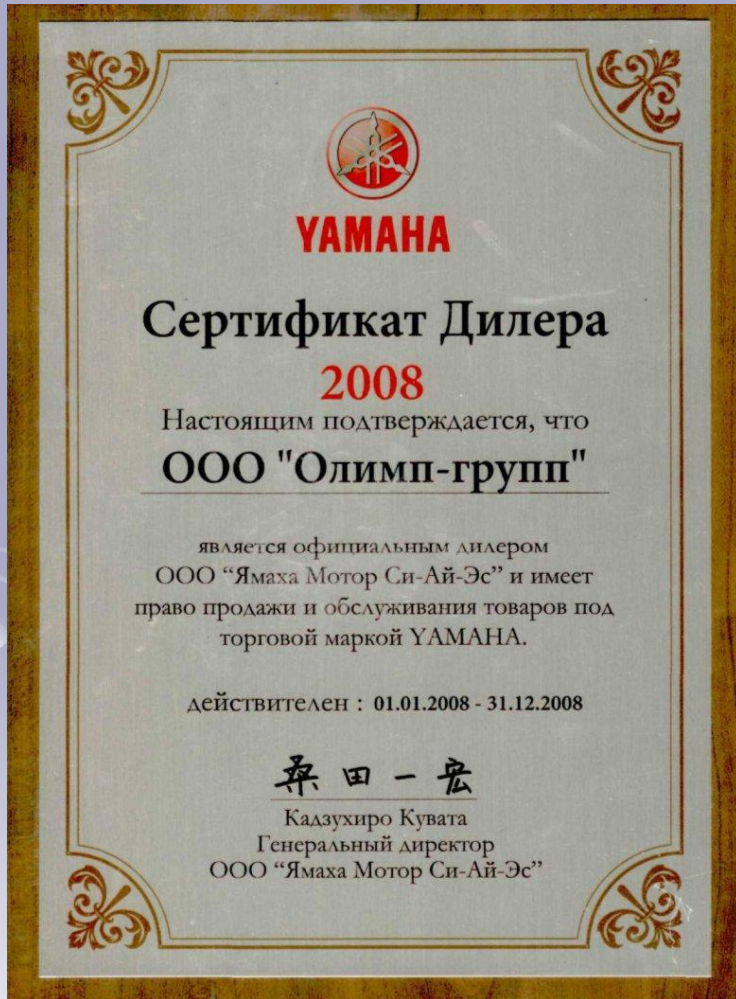 YAMAHA
Сертификат Дилера
2008
Настоящим подтверждается, что
ООО "Олимп-групп"
является официальным дилером
ООО “Ямаха Мотор Си-Ай-Эс” и имеет
право продажи и обслуживания товаров под
торговой маркой YAMAHA.
действителен : 01.01.2008 - 31.12.2008
桑田一宏
Кадзухиро Кувата
Генеральный директор
ООО “Ямаха Мотор Си-Ай-Эс”